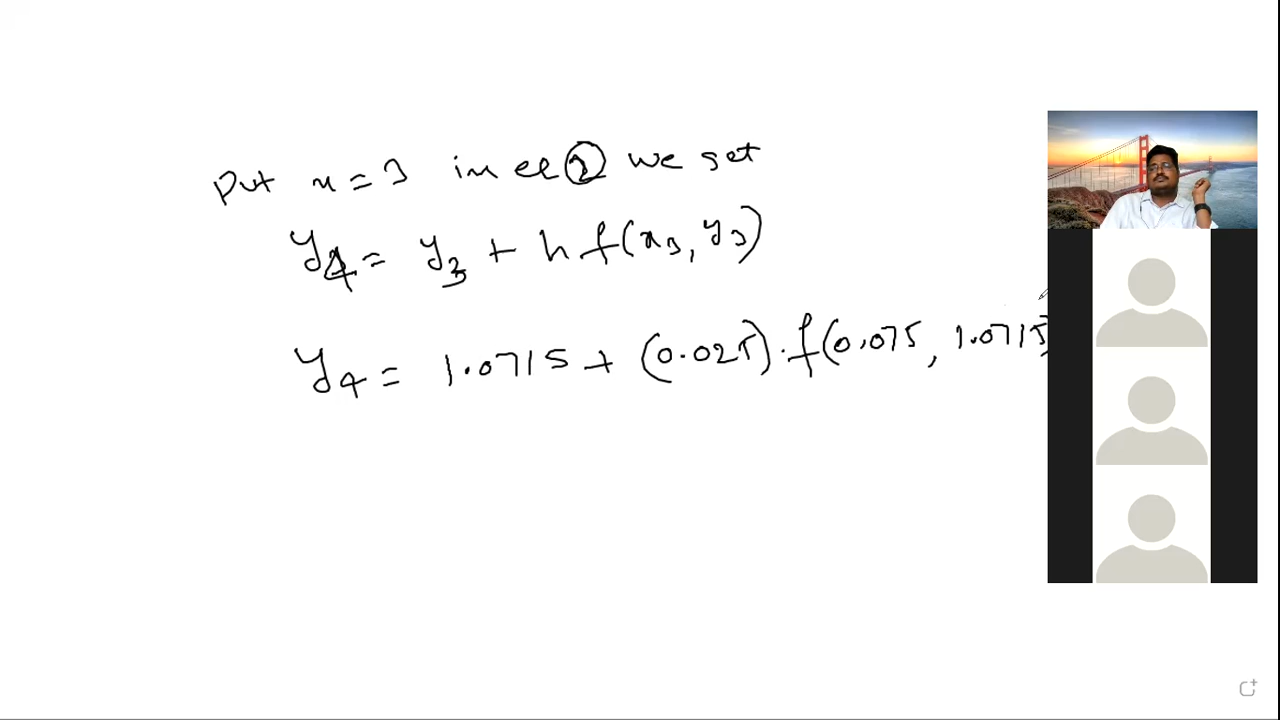 Put n = 3 in eq (2) we get
y₄ = y₃ + h f(x₃, y₃)
y₄ = 1.0715 + (0.025) · f(0.075, 1.0715)